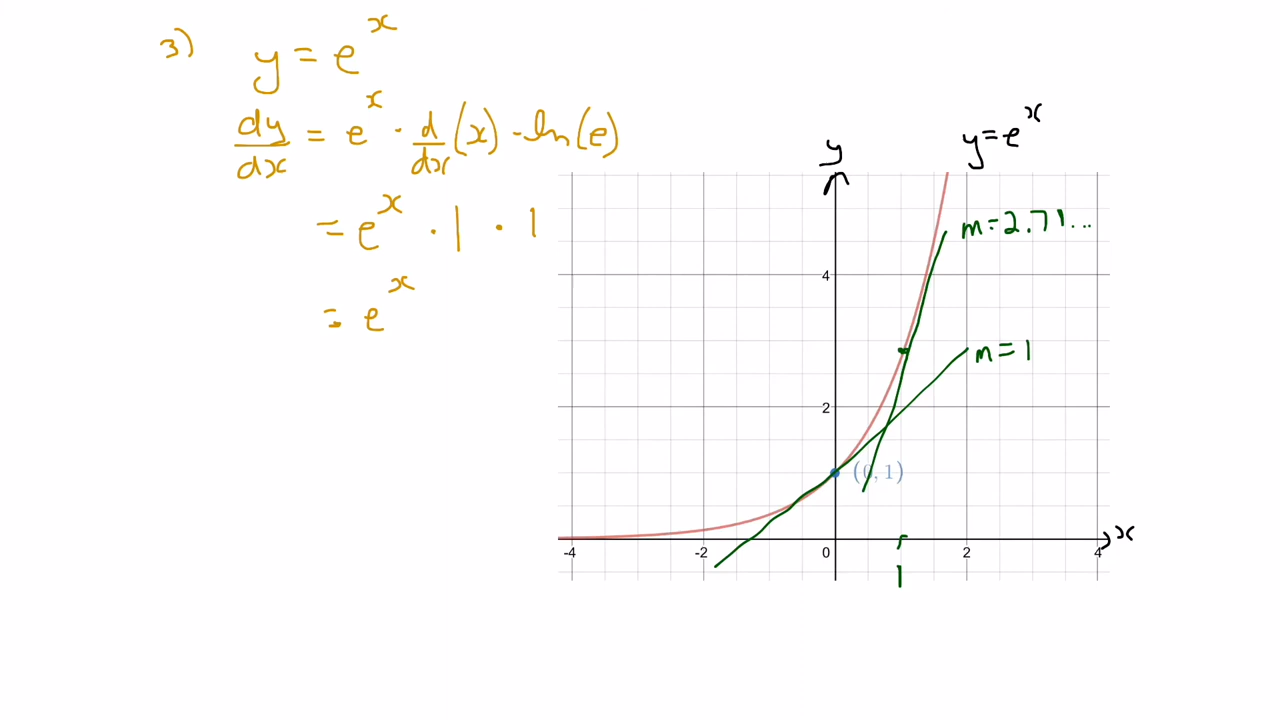 3) y = e^x
dy/dx = e^x · d/dx (x) · ln(e)
= e^x · 1 · 1
= e^x
y
y=e^x
m=2.71...
4
m=1
2
(0,1)
x
-4 -2 0 2 4
1